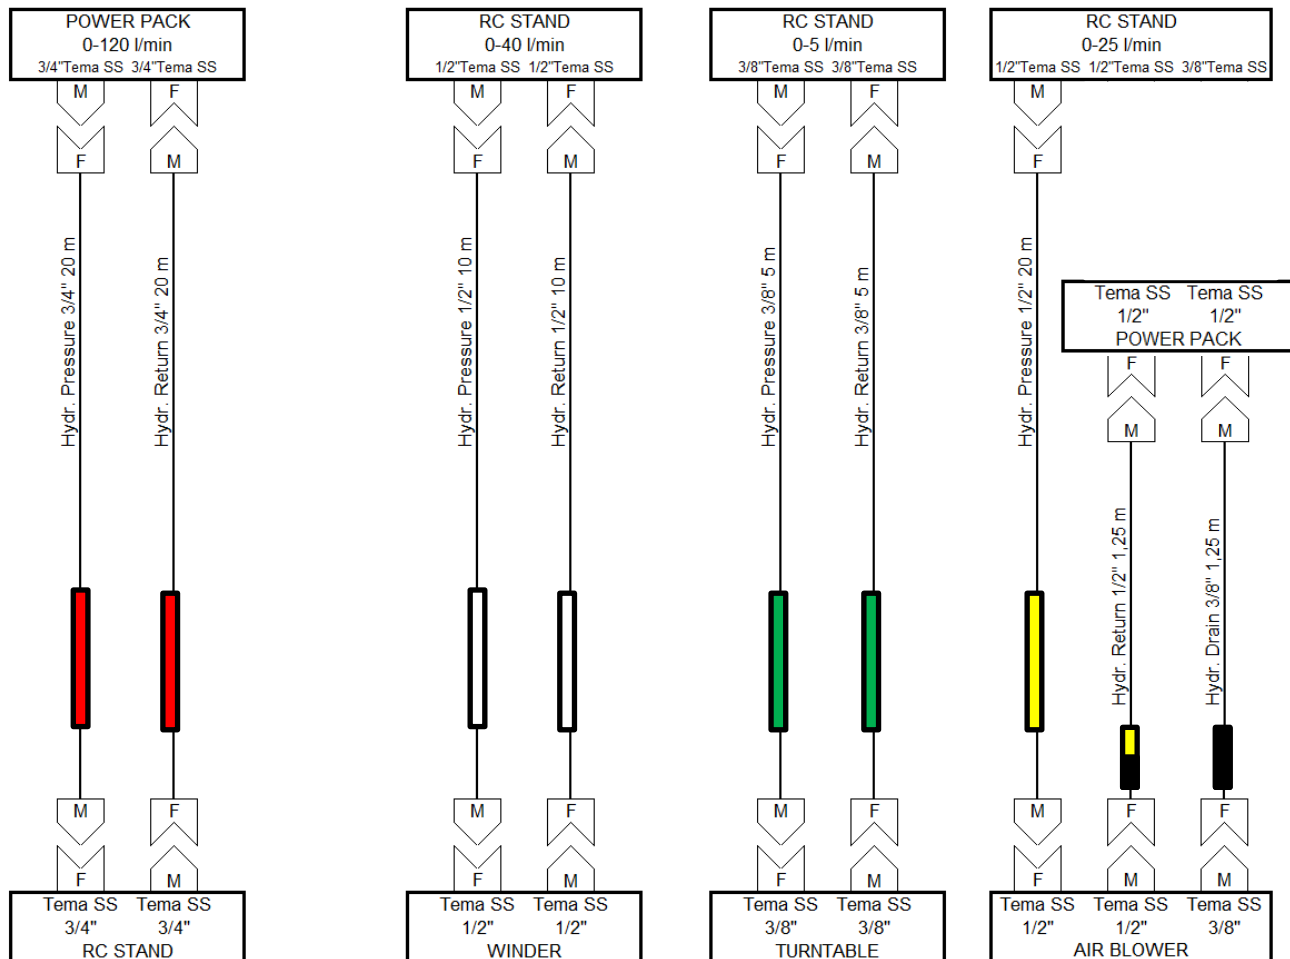 POWER PACK
0-120 l/min
3/4"Tema SS 3/4"Tema SS
M F
F M
Hydr. Pressure 3/4" 20 m
Hydr. Return 3/4" 20 m
M F
F M
Tema SS Tema SS
3/4" 3/4"
RC STAND
RC STAND
0-40 l/min
1/2"Tema SS 1/2"Tema SS
M F
F M
Hydr. Pressure 1/2" 10 m
Hydr. Return 1/2" 10 m
M F
F M
Tema SS Tema SS
1/2" 1/2"
WINDER
RC STAND
0-5 l/min
3/8"Tema SS 3/8"Tema SS
M F
F M
Hydr. Pressure 3/8" 5 m
Hydr. Return 3/8" 5 m
M F
F M
Tema SS Tema SS
3/8" 3/8"
TURNTABLE
RC STAND
0-25 l/min
1/2"Tema SS 1/2"Tema SS 3/8"Tema SS
M
F
Hydr. Pressure 1/2" 20 m
Tema SS Tema SS
1/2" 1/2"
POWER PACK
F F
M M
Hydr. Return 1/2" 1,25 m
Hydr. Drain 3/8" 1,25 m
M F F
F M M
Tema SS Tema SS Tema SS
1/2" 1/2" 3/8"
AIR BLOWER